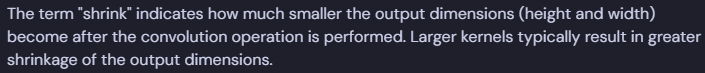 The term "shrink" indicates how much smaller the output dimensions (height and width)
become after the convolution operation is performed. Larger kernels typically result in greater
shrinkage of the output dimensions.